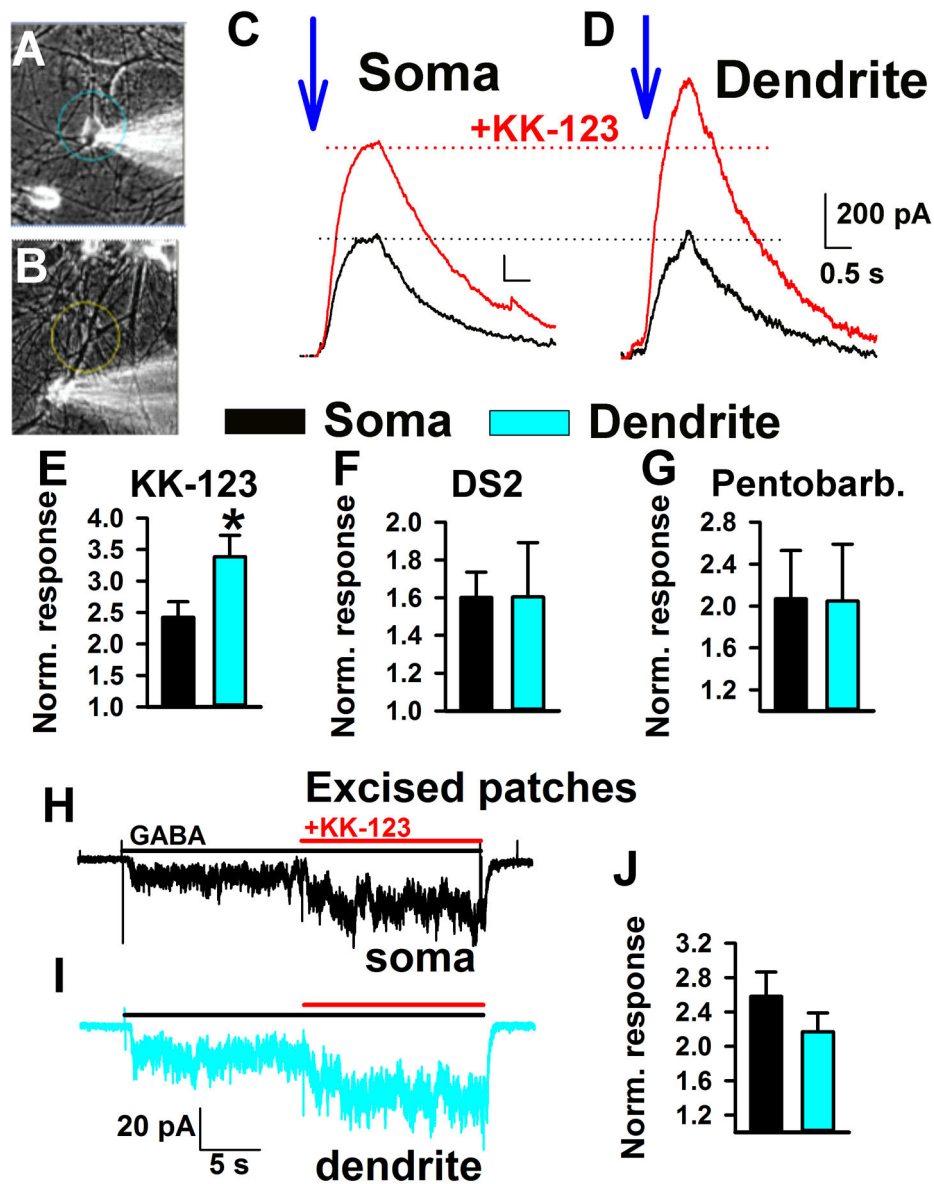 A
B
C
D
Soma
Dendrite
+KK-123
200 pA
0.5 s
Soma
Dendrite
E
KK-123
Norm. response
4.0
3.5
3.0
2.5
2.0
1.5
1.0
*
F
DS2
Norm. response
2.0
1.8
1.6
1.4
1.2
1.0
G
Pentobarb.
Norm. response
2.8
2.4
2.0
1.6
1.2
Excised patches
H
GABA
+KK-123
soma
I
20 pA
5 s
dendrite
J
Norm. response
3.2
2.8
2.4
2.0
1.6
1.2